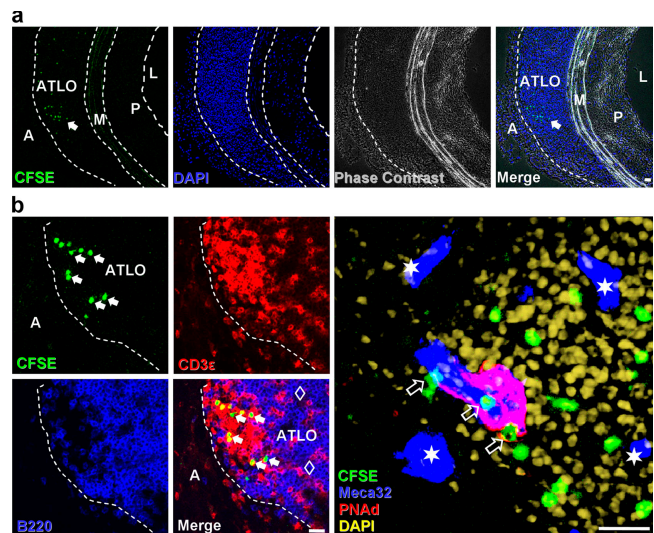 a
ATLO
L
M
P
A
CFSE
DAPI
Phase Contrast
ATLO
L
M
P
A
Merge
b
ATLO
A
CFSE
CD3ε
B220
ATLO
A
Merge
CFSE
Meca32
PNAd
DAPI